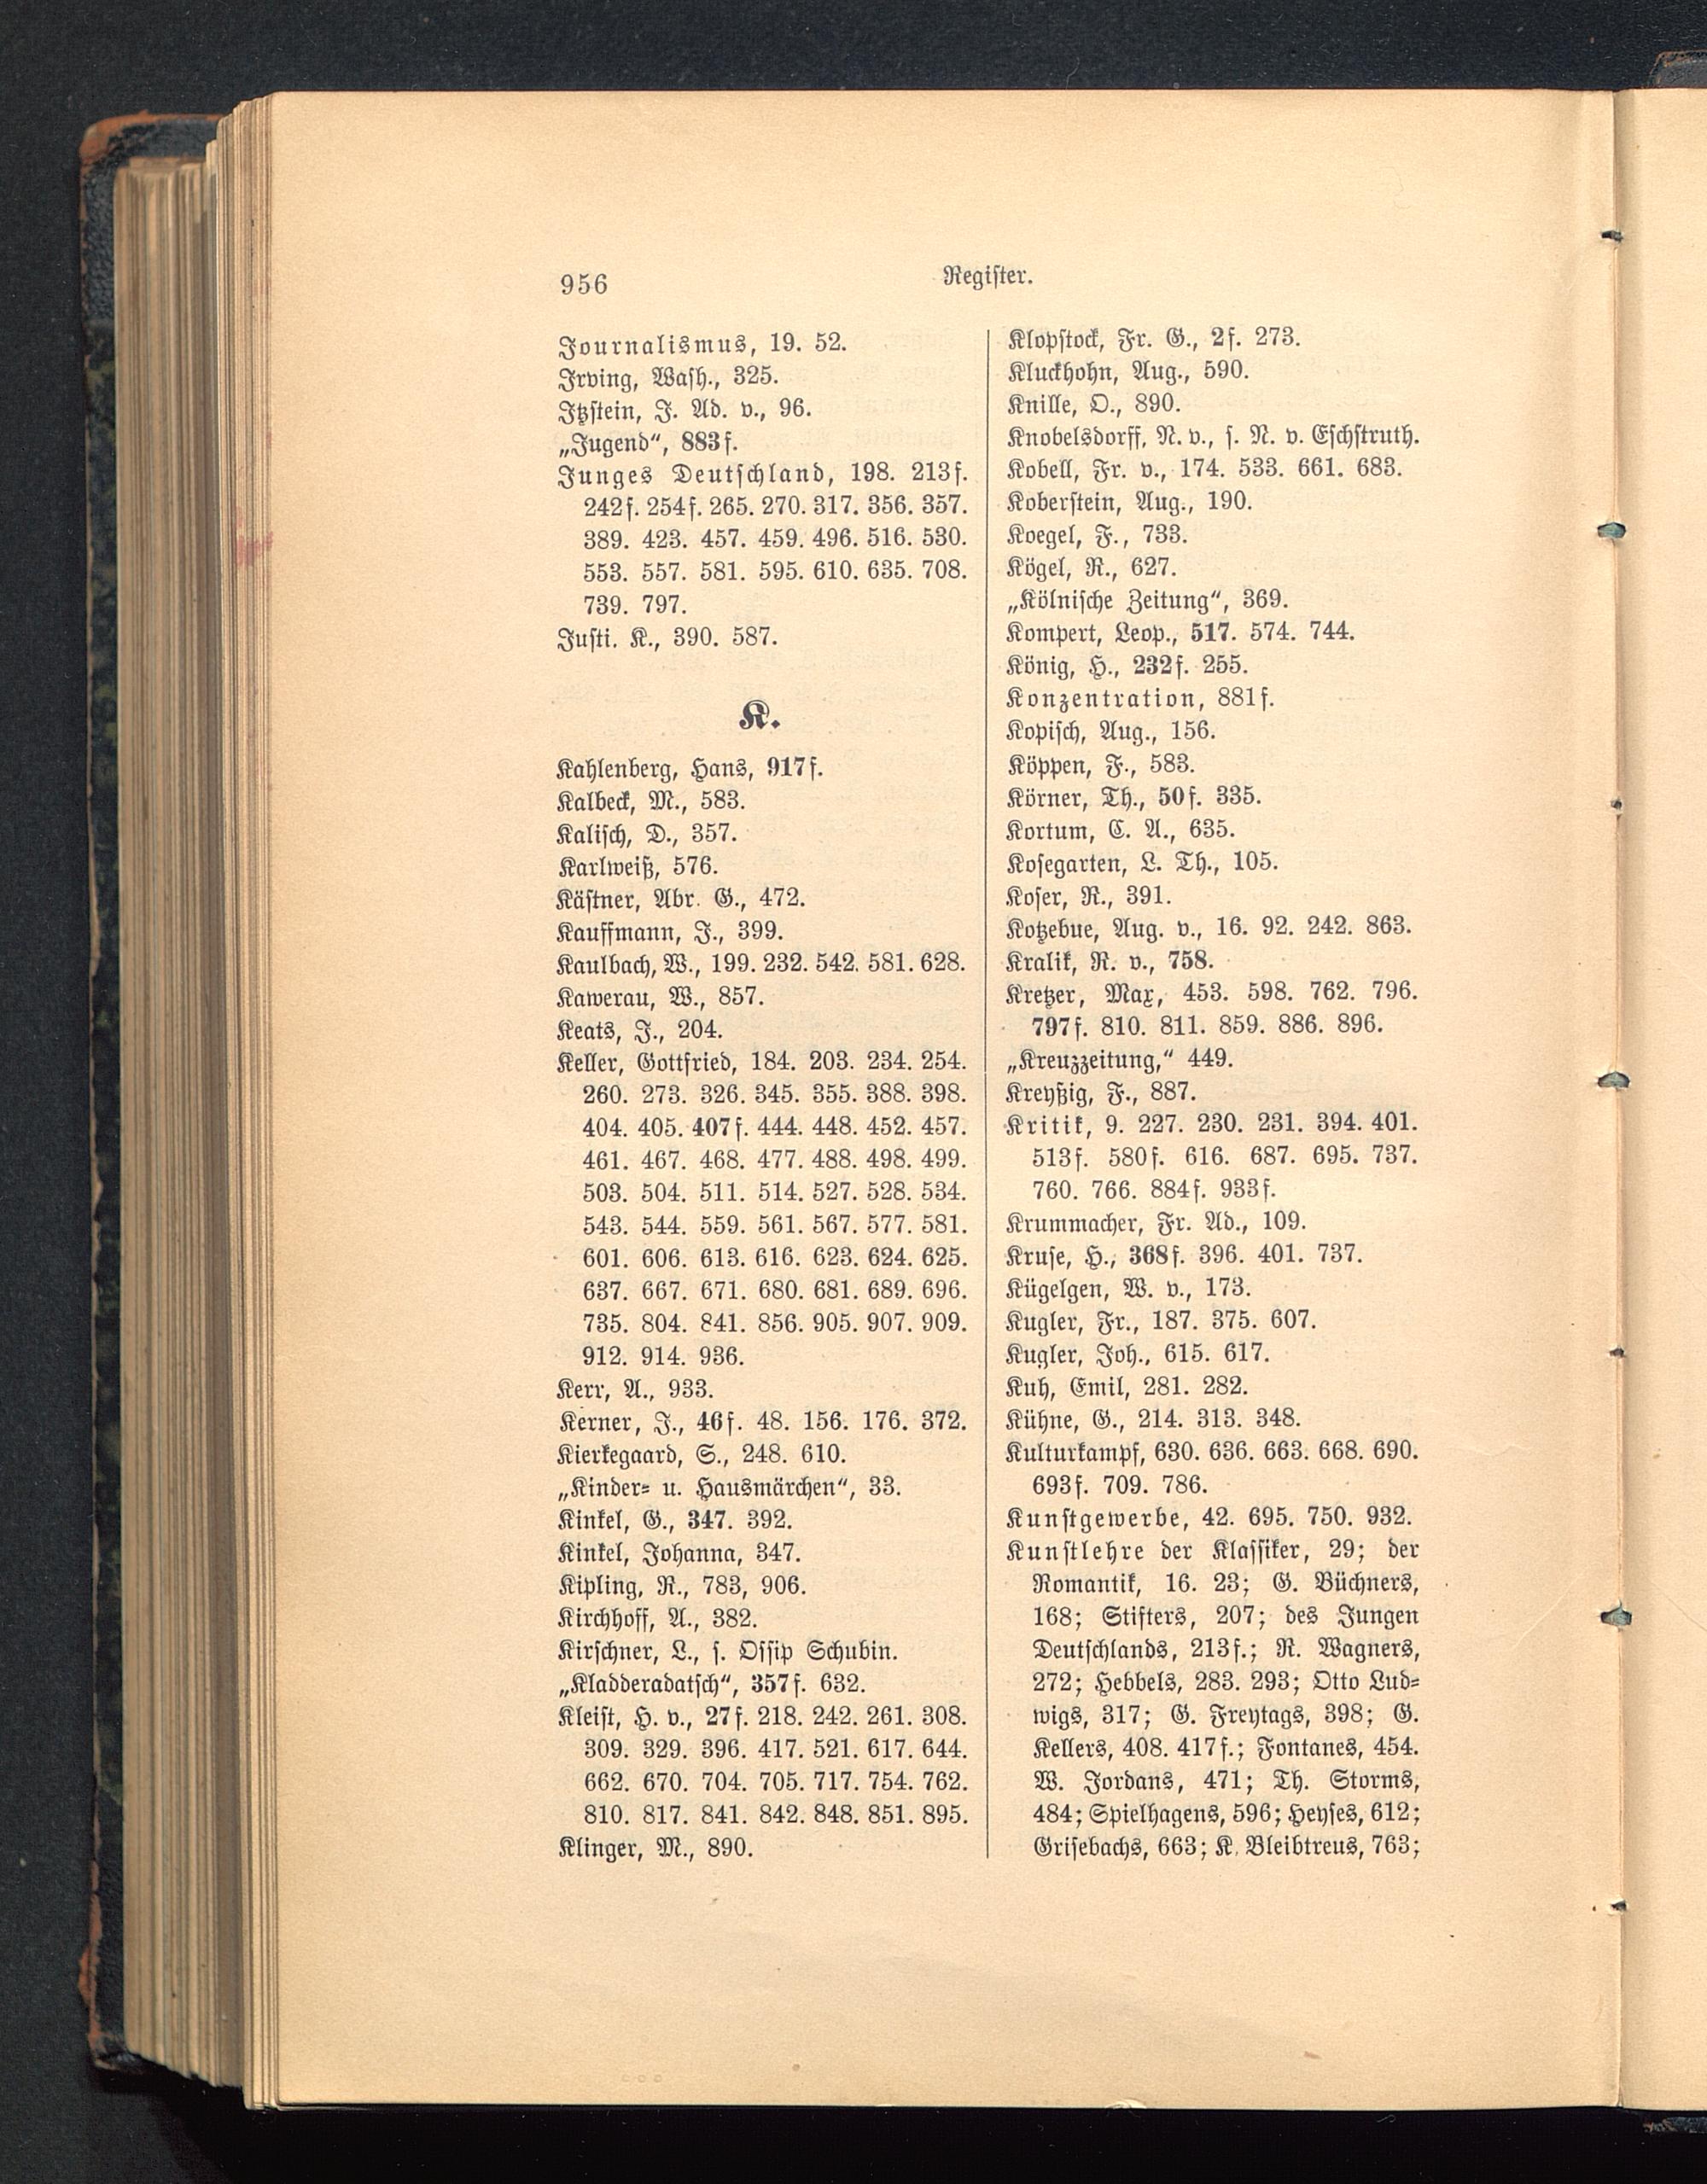 956
Register.
Journalismus, 19. 52.
Irving, Wash., 325.
Itzstein, J. Ad. v., 96.
„Jugend“, 883f.
Junges Deutschland, 198. 213f.
242f. 254f. 265. 270. 317. 356. 357.
389. 423. 457. 459. 496. 516. 530.
553. 557. 581. 595. 610. 635. 708.
739. 797.
Justi. K., 390. 587.
K.
Kahlenberg, Hans, 917f.
Kalbeck, M., 583.
Kalisch, D., 357.
Karlweiß, 576.
Kästner, Abr. G., 472.
Kauffmann, J., 399.
Kaulbach, W., 199. 232. 542. 581. 628.
Kawerau, W., 857.
Keats, J., 204.
Keller, Gottfried, 184. 203. 234. 254.
260. 273. 326. 345. 355. 388. 398.
404. 405. 407f. 444. 448. 452. 457.
461. 467. 468. 477. 488. 498. 499.
503. 504. 511. 514. 527. 528. 534.
543. 544. 559. 561. 567. 577. 581.
601. 606. 613. 616. 623. 624. 625.
637. 667. 671. 680. 681. 689. 696.
735. 804. 841. 856. 905. 907. 909.
912. 914. 936.
Kerr, A., 933.
Kerner, J., 46f. 48. 156. 176. 372.
Kierkegaard, S., 248. 610.
„Kinder- u. Hausmärchen“, 33.
Kinkel, G., 347. 392.
Kinkel, Johanna, 347.
Kipling, R., 783, 906.
Kirchhoff, A., 382.
Kirschner, L., s. Ossip Schubin.
„Kladderadatsch“, 357f. 632.
Kleist, H. v., 27f. 218. 242. 261. 308.
309. 329. 396. 417. 521. 617. 644.
662. 670. 704. 705. 717. 754. 762.
810. 817. 841. 842. 848. 851. 895.
Klinger, M., 890.
Klopstock, Fr. G., 2f. 273.
Kluckhohn, Aug., 590.
Knille, O., 890.
Knobelsdorff, N. v., s. N. v. Eschstruth.
Kobell, Fr. v., 174. 533. 661. 683.
Koberstein, Aug., 190.
Koegel, F., 733.
Kögel, R., 627.
„Kölnische Zeitung“, 369.
Kompert, Leop., 517. 574. 744.
König, H., 232f. 255.
Konzentration, 881f.
Kopisch, Aug., 156.
Köppen, F., 583.
Körner, Th., 50f. 335.
Kortum, C. A., 635.
Kosegarten, L. Th., 105.
Koser, R., 391.
Kotzebue, Aug. v., 16. 92. 242. 863.
Kralik, R. v., 758.
Kretzer, Max, 453. 598. 762. 796.
797f. 810. 811. 859. 886. 896.
„Kreuzzeitung,“ 449.
Kreyßig, F., 887.
Kritik, 9. 227. 230. 231. 394. 401.
513f. 580f. 616. 687. 695. 737.
760. 766. 884f. 933f.
Krummacher, Fr. Ad., 109.
Kruse, H., 368f. 396. 401. 737.
Kügelgen, W. v., 173.
Kugler, Fr., 187. 375. 607.
Kugler, Joh., 615. 617.
Kuh, Emil, 281. 282.
Kühne, G., 214. 313. 348.
Kulturkampf, 630. 636. 663. 668. 690.
693f. 709. 786.
Kunstgewerbe, 42. 695. 750. 932.
Kunstlehre der Klassiker, 29; der
Romantik, 16. 23; G. Büchners,
168; Stifters, 207; des Jungen
Deutschlands, 213f.; R. Wagners,
272; Hebbels, 283. 293; Otto Lud-
wigs, 317; G. Freytags, 398; G.
Kellers, 408. 417f.; Fontanes, 454.
W. Jordans, 471; Th. Storms,
484; Spielhagens, 596; Heyses, 612;
Grisebachs, 663; K. Bleibtreus, 763;